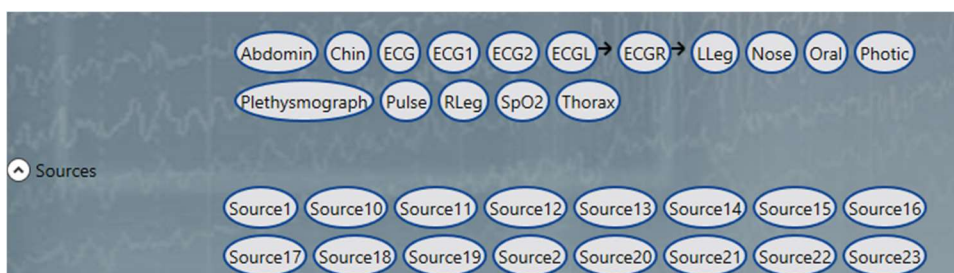 Abdomin Chin ECG ECG1 ECG2 ECGL → ECGR → LLeg Nose Oral Photic
Plethysmograph Pulse RLeg SpO2 Thorax
Sources
Source1 Source10 Source11 Source12 Source13 Source14 Source15 Source16
Source17 Source18 Source19 Source2 Source20 Source21 Source22 Source23